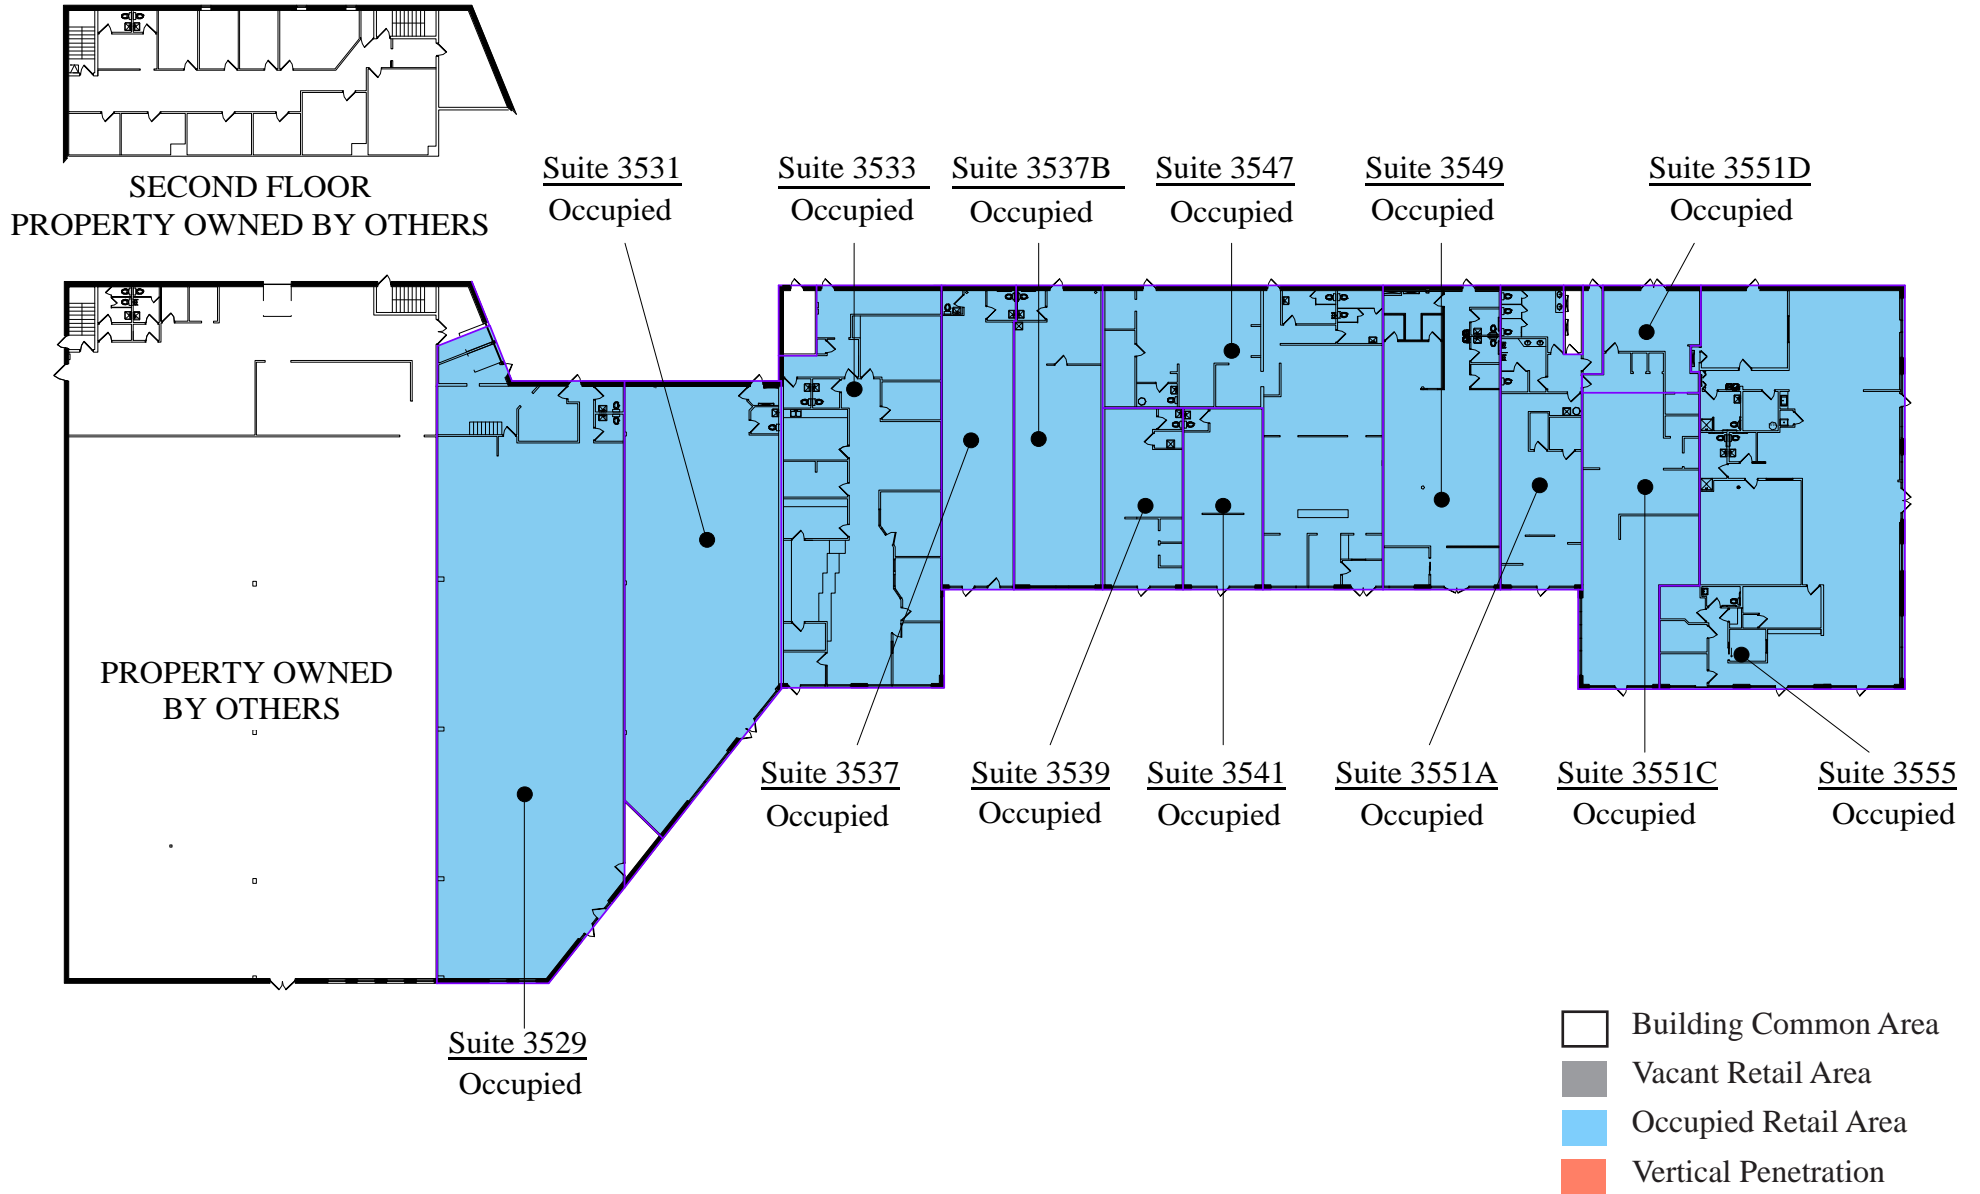 SECOND FLOOR
PROPERTY OWNED BY OTHERS
Suite 3531
Occupied
Suite 3533
Occupied
Suite 3537B
Occupied
Suite 3547
Occupied
Suite 3549
Occupied
Suite 3551D
Occupied
PROPERTY OWNED
BY OTHERS
Suite 3537
Occupied
Suite 3539
Occupied
Suite 3541
Occupied
Suite 3551A
Occupied
Suite 3551C
Occupied
Suite 3555
Occupied
Suite 3529
Occupied
Building Common Area
Vacant Retail Area
Occupied Retail Area
Vertical Penetration